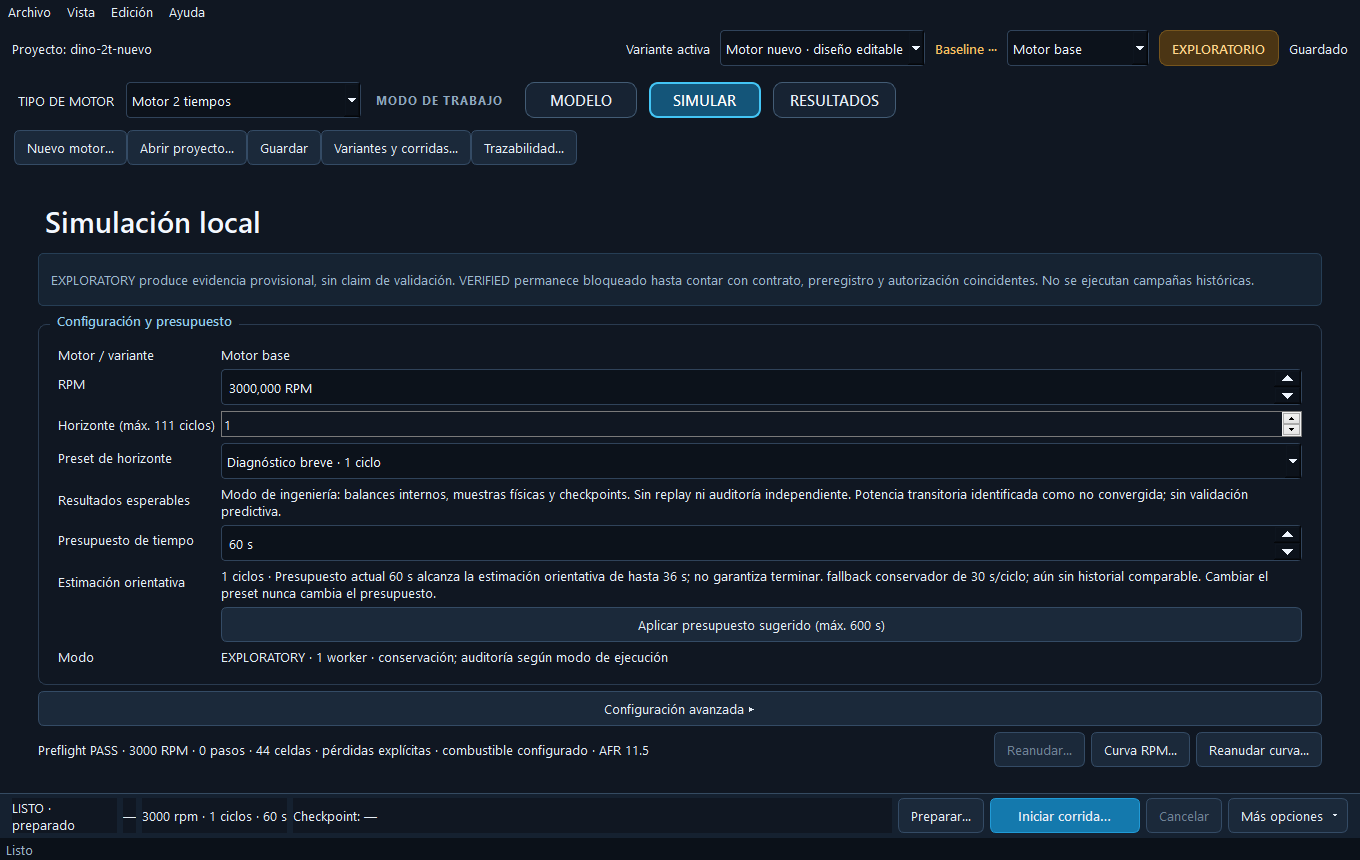 Archivo Vista Edición Ayuda
Proyecto: dino-2t-nuevo
Variante activa Motor nuevo · diseño editable Baseline ··· Motor base EXPLORATORIO Guardado
TIPO DE MOTOR Motor 2 tiempos MODO DE TRABAJO MODELO SIMULAR RESULTADOS
Nuevo motor... Abrir proyecto... Guardar Variantes y corridas... Trazabilidad...
Simulación local
EXPLORATORY produce evidencia provisional, sin claim de validación. VERIFIED permanece bloqueado hasta contar con contrato, preregistro y autorización coincidentes. No se ejecutan campañas históricas.
Configuración y presupuesto
Motor / variante Motor base
RPM 3000,000 RPM
Horizonte (máx. 111 ciclos) 1
Preset de horizonte Diagnóstico breve · 1 ciclo
Resultados esperables Modo de ingeniería: balances internos, muestras físicas y checkpoints. Sin replay ni auditoría independiente. Potencia transitoria identificada como no convergida; sin validación
predictiva.
Presupuesto de tiempo 60 s
Estimación orientativa 1 ciclos · Presupuesto actual 60 s alcanza la estimación orientativa de hasta 36 s; no garantiza terminar. fallback conservador de 30 s/ciclo; aún sin historial comparable. Cambiar el
preset nunca cambia el presupuesto.
Aplicar presupuesto sugerido (máx. 600 s)
Modo EXPLORATORY · 1 worker · conservación; auditoría según modo de ejecución
Configuración avanzada ▸
Preflight PASS · 3000 RPM · 0 pasos · 44 celdas · pérdidas explícitas · combustible configurado · AFR 11.5 Reanudar... Curva RPM... Reanudar curva...
LISTO ·
preparado — 3000 rpm · 1 ciclos · 60 s Checkpoint: — Preparar... Iniciar corrida... Cancelar Más opciones
Listo